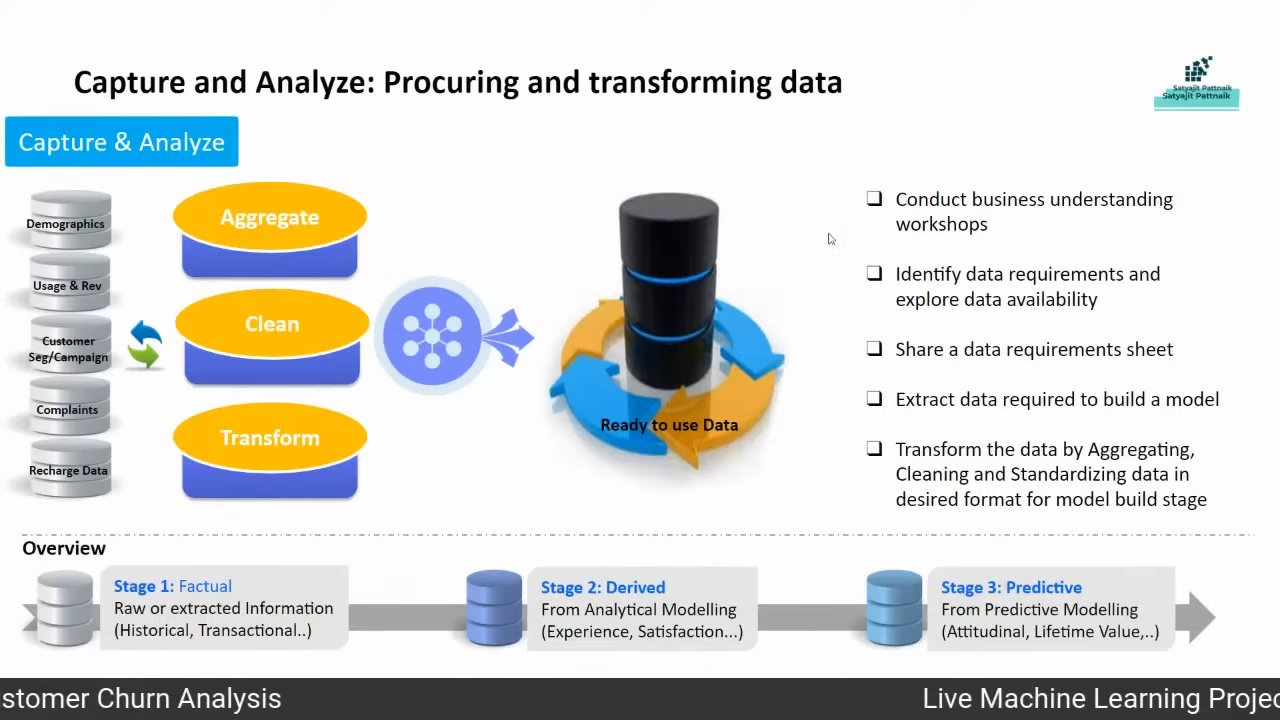 Capture and Analyze: Procuring and transforming data
Satyajit Pattnaik
Satyajit Pattnaik
Capture & Analyze
Demographics
Usage & Rev
Customer
Seg/Campaign
Complaints
Recharge Data
Aggregate
Clean
Transform
Ready to use Data
❑ Conduct business understanding
workshops
❑ Identify data requirements and
explore data availability
❑ Share a data requirements sheet
❑ Extract data required to build a model
❑ Transform the data by Aggregating,
Cleaning and Standardizing data in
desired format for model build stage
Overview
Stage 1: Factual
Raw or extracted Information
(Historical, Transactional..)
Stage 2: Derived
From Analytical Modelling
(Experience, Satisfaction...)
Stage 3: Predictive
From Predictive Modelling
(Attitudinal, Lifetime Value,..)
ustomer Churn Analysis
Live Machine Learning Projec